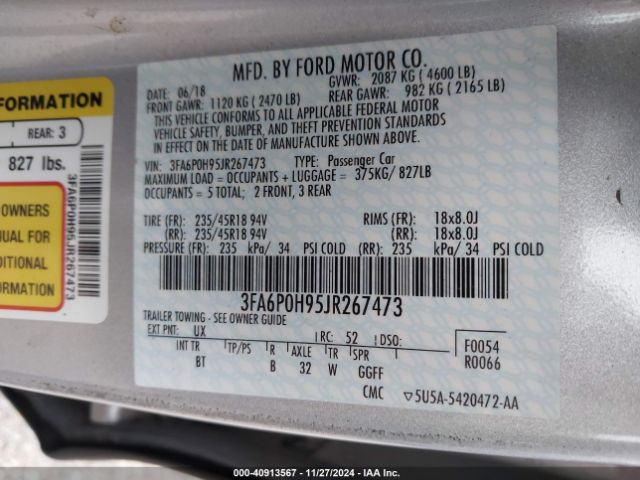 MFD. BY FORD MOTOR CO.
DATE: 06/18 GVWR: 2087 KG ( 4600 LB)
FRONT GAWR: 1120 KG ( 2470 LB) REAR GAWR: 982 KG ( 2165 LB)
THIS VEHICLE CONFORMS TO ALL APPLICABLE FEDERAL MOTOR
VEHICLE SAFETY, BUMPER, AND THEFT PREVENTION STANDARDS
IN EFFECT ON THE DATE OF MANUFACTURE SHOWN ABOVE.
VIN: 3FA6P0H95JR267473 TYPE: Passenger Car
MAXIMUM LOAD = OCCUPANTS + LUGGAGE = 375KG/ 827LB
OCCUPANTS = 5 TOTAL; 2 FRONT, 3 REAR
TIRE (FR): 235/45R18 94V RIMS (FR): 18x8.0J
(RR): 235/45R18 94V (RR): 18x8.0J
PRESSURE (FR): 235 kPa/ 34 PSI COLD (RR): 235 kPa/ 34 PSI COLD
3FA6P0H95JR267473
TRAILER TOWING - SEE OWNER GUIDE
EXT PNT: UX RC: 52 DSO:
F0054
R0066
INT TR TP/PS R AXLE TR SPR
BT B 32 W GGFF
CMC ▽5U5A-5420472-AA
FORMATION
REAR: 3
827 lbs.
OWNERS
NUAL FOR
DITIONAL
FORMATION
3FA6P0H95JR267473
000-40913567 - 11/27/2024 - IAA Inc.